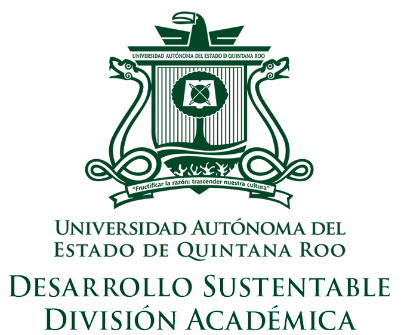 UNIVERSIDAD AUTÓNOMA DEL ESTADO DE QUINTANA ROO
"Fructificar la razón: trascender nuestra cultura"
UNIVERSIDAD AUTÓNOMA DEL
ESTADO DE QUINTANA ROO
DESARROLLO SUSTENTABLE
DIVISIÓN ACADÉMICA